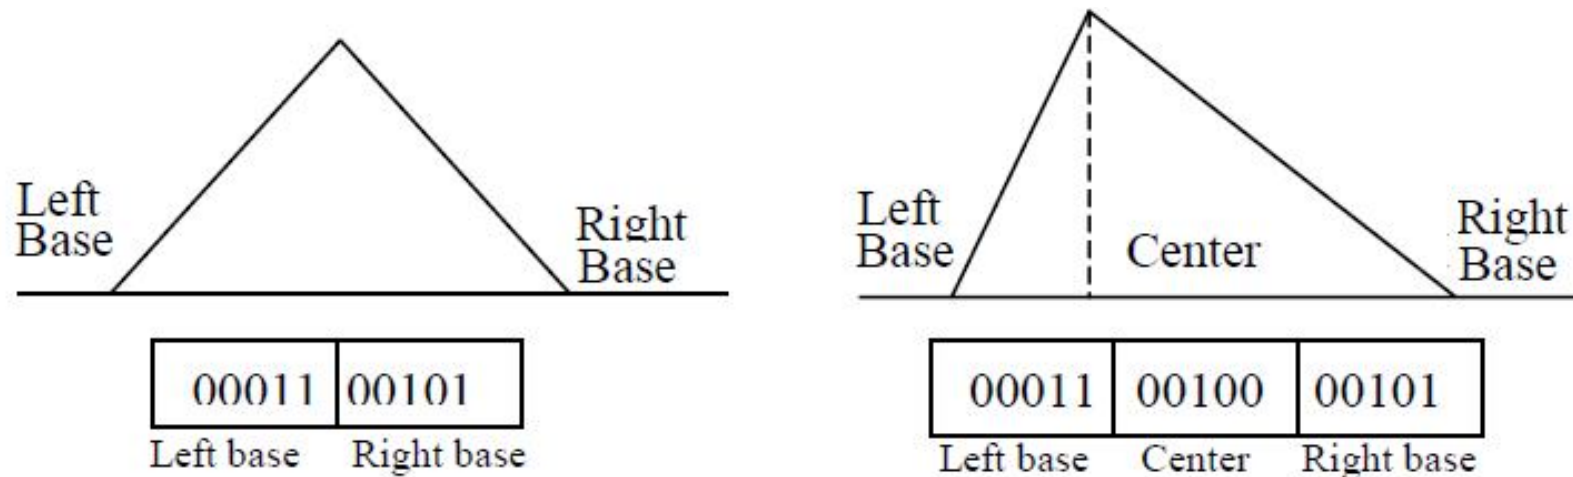 Left
Base
Right
Base
00011 00101
Left base Right base
Left
Base
Center
Right
Base
00011 00100 00101
Left base Center Right base